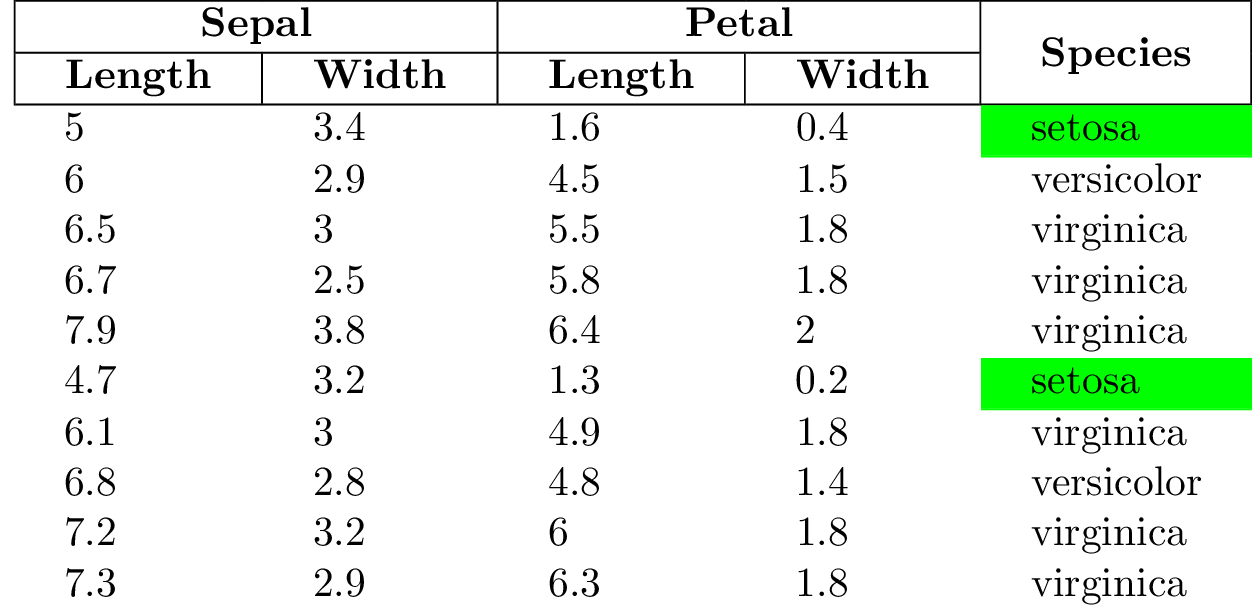 Sepal Petal Species
Length Width Length Width
5 3.4 1.6 0.4 setosa
6 2.9 4.5 1.5 versicolor
6.5 3 5.5 1.8 virginica
6.7 2.5 5.8 1.8 virginica
7.9 3.8 6.4 2 virginica
4.7 3.2 1.3 0.2 setosa
6.1 3 4.9 1.8 virginica
6.8 2.8 4.8 1.4 versicolor
7.2 3.2 6 1.8 virginica
7.3 2.9 6.3 1.8 virginica